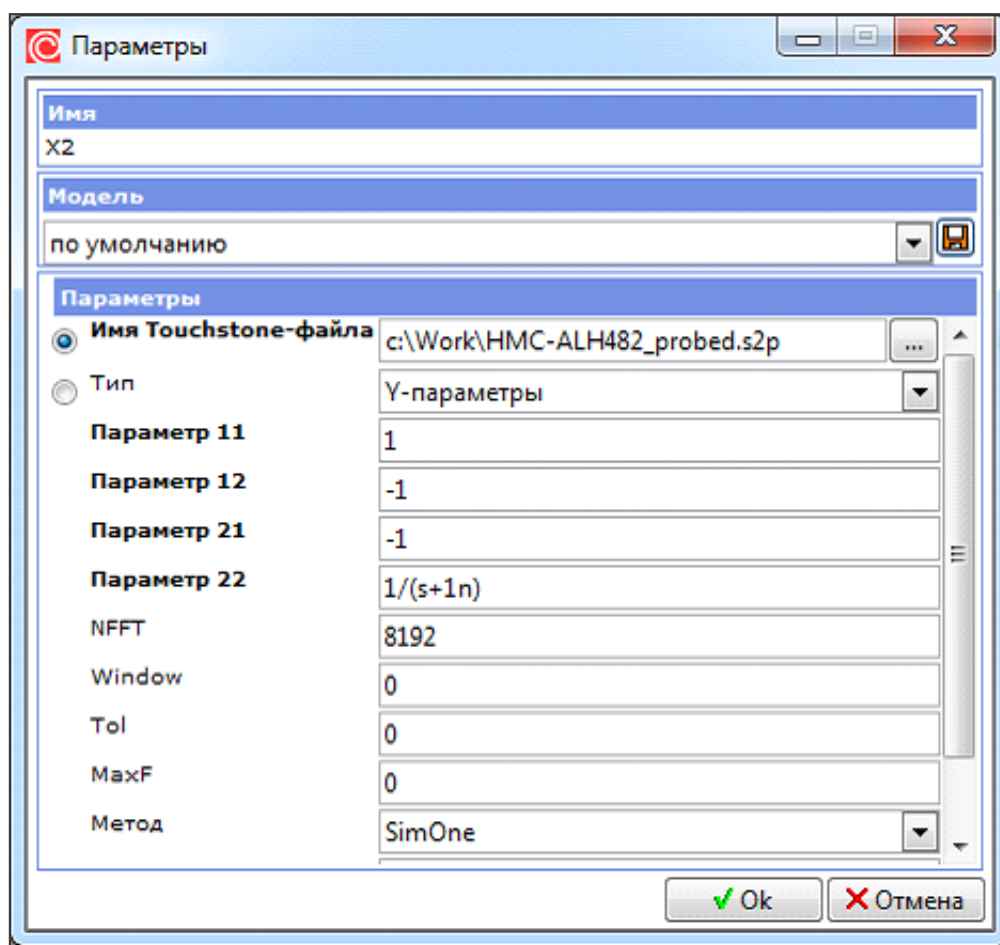 Параметры
Имя
X2
Модель
по умолчанию
Параметры
Имя Touchstone-файла c:\Work\HMC-ALH482_probed.s2p ...
Тип Y-параметры
Параметр 11 1
Параметр 12 -1
Параметр 21 -1
Параметр 22 1/(s+1n)
NFFT 8192
Window 0
Tol 0
MaxF 0
Метод SimOne
Ok Отмена